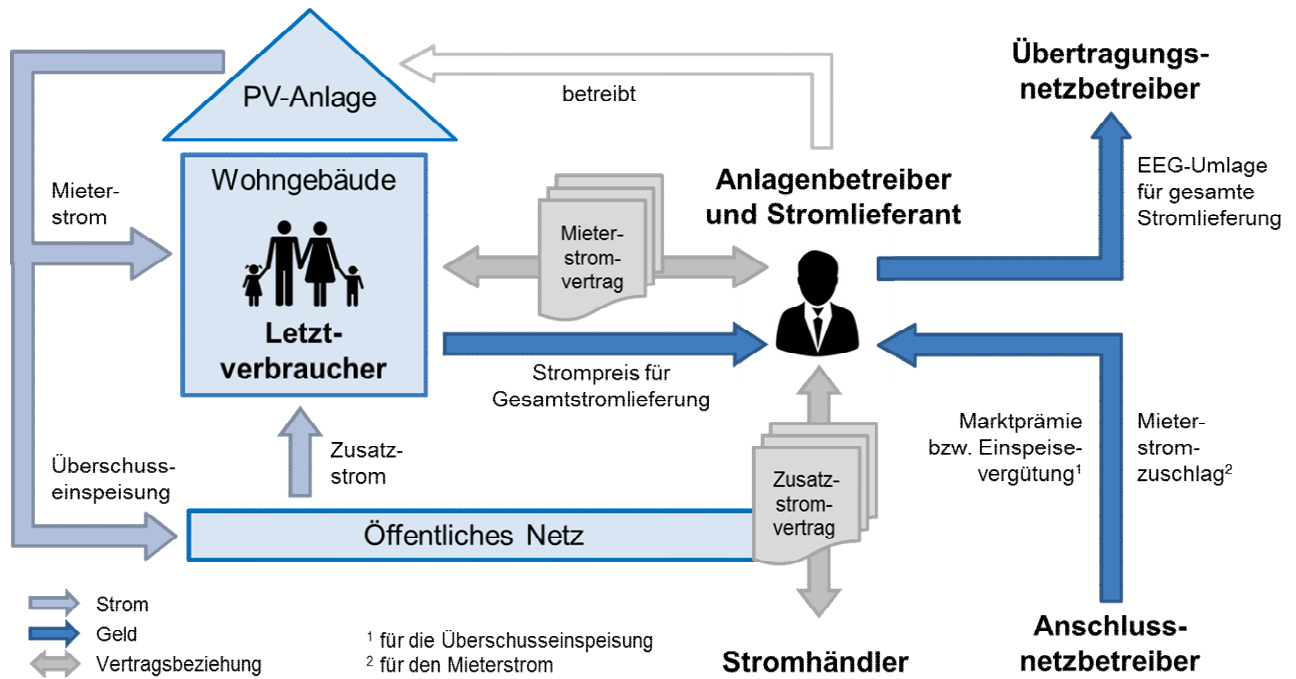 PV-Anlage
betreibt
Übertragungs-
netzbetreiber
Mieter-
strom
Wohngebäude
Letzt-
verbraucher
Mieter-
strom-
vertrag
Anlagenbetreiber
und Stromlieferant
EEG-Umlage
für gesamte
Stromlieferung
Strompreis für
Gesamtstromlieferung
Überschuss-
einspeisung
Zusatz-
strom
Öffentliches Netz
Zusatz-
strom-
vertrag
Marktprämie
bzw. Einspeise-
vergütung¹
Mieter-
strom-
zuschlag²
Strom
Geld
Vertragsbeziehung
¹ für die Überschusseinspeisung
² für den Mieterstrom
Stromhändler
Anschluss-
netzbetreiber